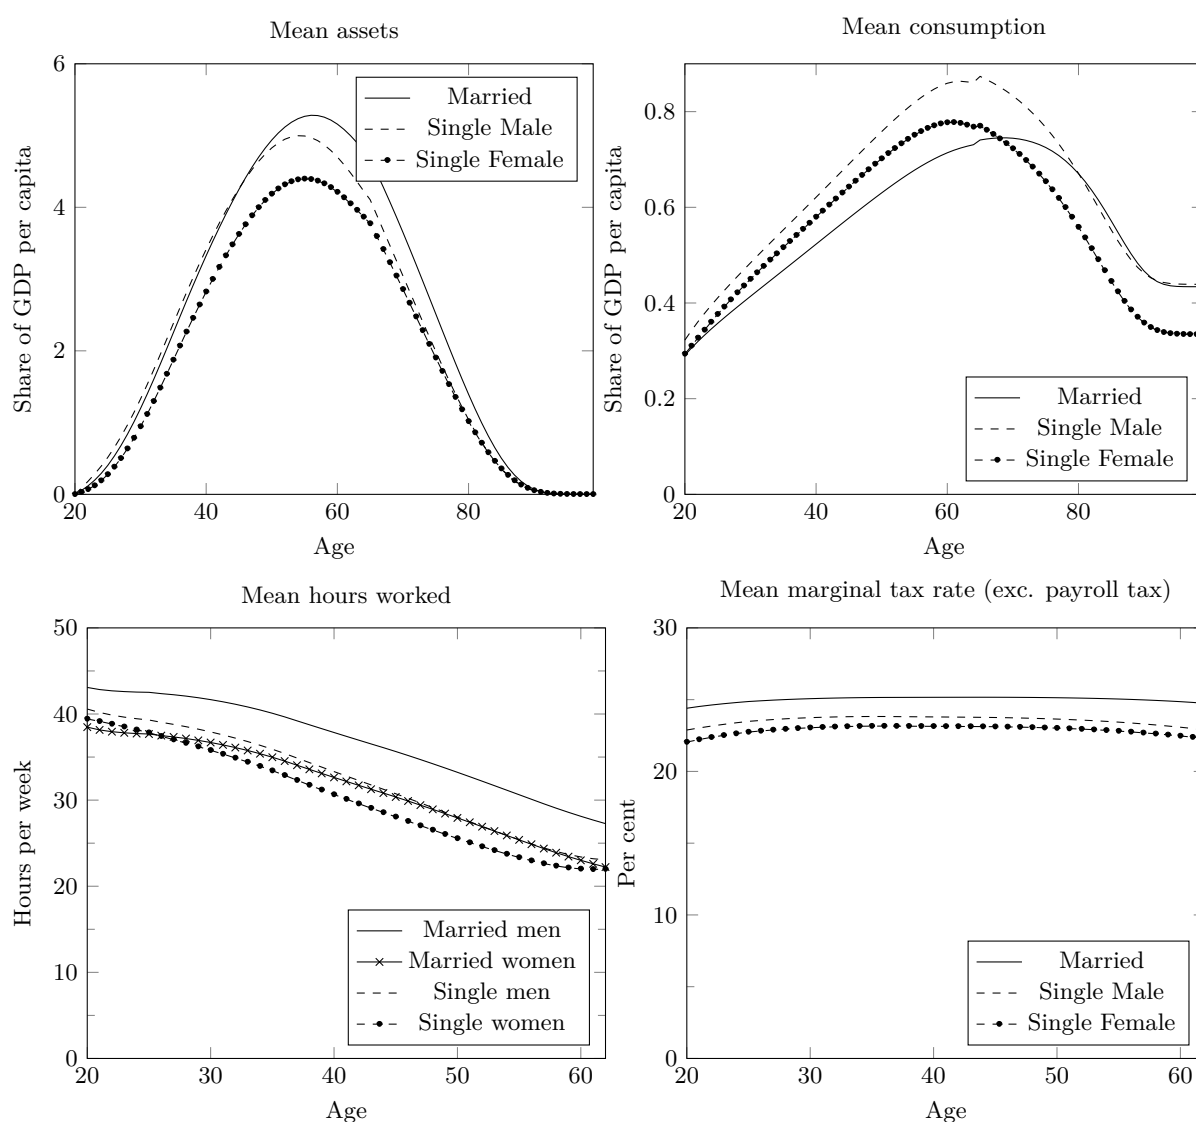 Mean assets
6
4
2
0
20
40
60
80
Share of GDP per capita
Age
Married
Single Male
Single Female
Mean consumption
0.8
0.6
0.4
0.2
0
20
40
60
80
Share of GDP per capita
Age
Married
Single Male
Single Female
Mean hours worked
50
40
30
20
10
0
20
30
40
50
60
Hours per week
Age
Married men
Married women
Single men
Single women
Mean marginal tax rate (exc. payroll tax)
30
20
10
0
20
30
40
50
60
Per cent
Age
Married
Single Male
Single Female